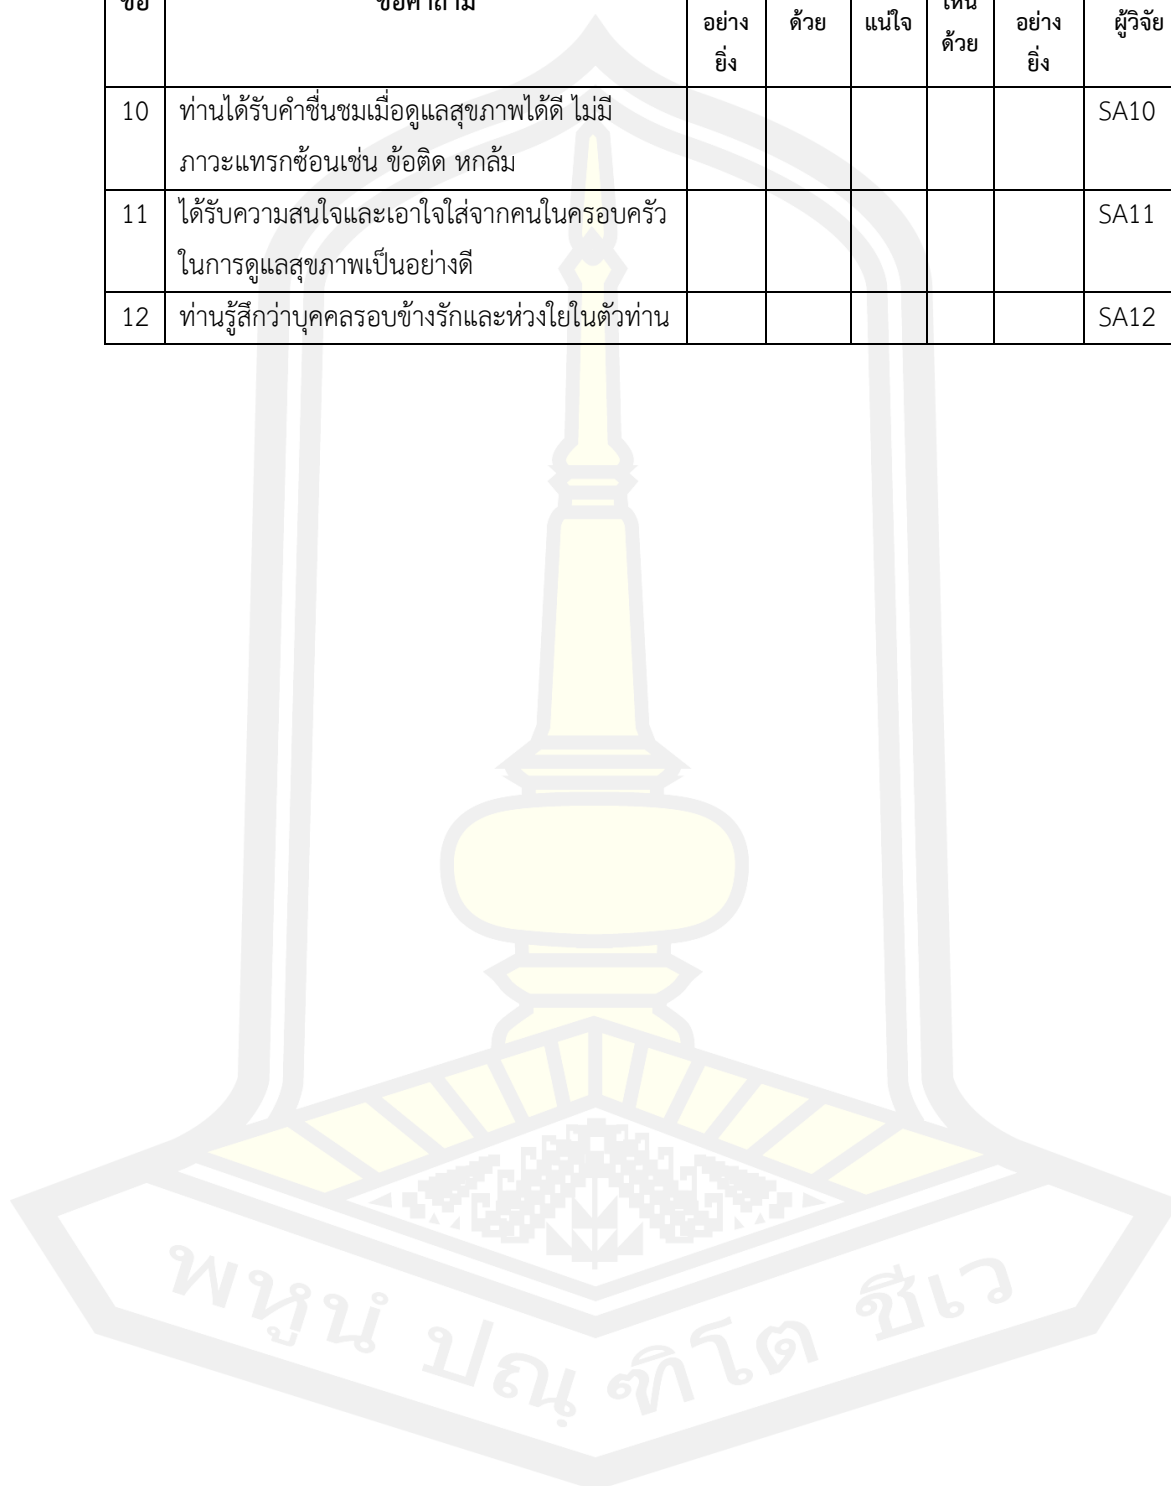 ข้อ ข้อคำถาม อย่าง ด้วย แน่ใจ เห็น อย่าง ผู้วิจัย
ยิ่ง ด้วย ยิ่ง
10 ท่านได้รับคำชื่นชมเมื่อดูแลสุขภาพได้ดี ไม่มี SA10
ภาวะแทรกซ้อนเช่น ข้อติด หกล้ม
11 ได้รับความสนใจและเอาใจใส่จากคนในครอบครัว SA11
ในการดูแลสุขภาพเป็นอย่างดี
12 ท่านรู้สึกว่าบุคคลรอบข้างรักและห่วงใยในตัวท่าน SA12
พหูนํ ปณฺฑิโต ชีเว